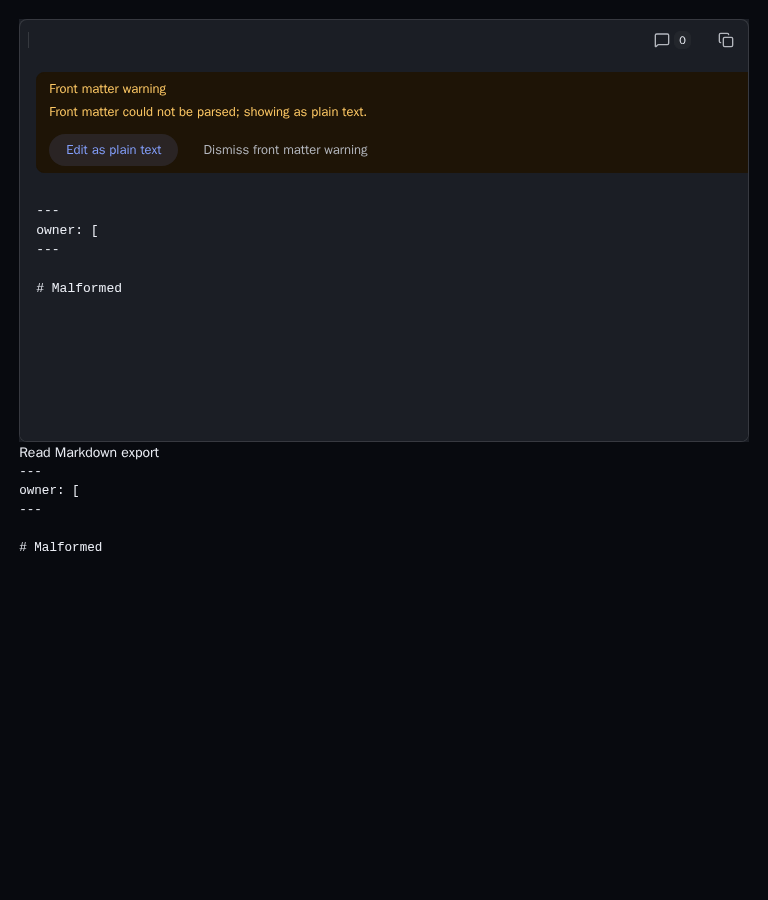 0
Front matter warning
Front matter could not be parsed; showing as plain text.
Edit as plain text Dismiss front matter warning
---
owner: [
---
# Malformed
Read Markdown export
---
owner: [
---
# Malformed